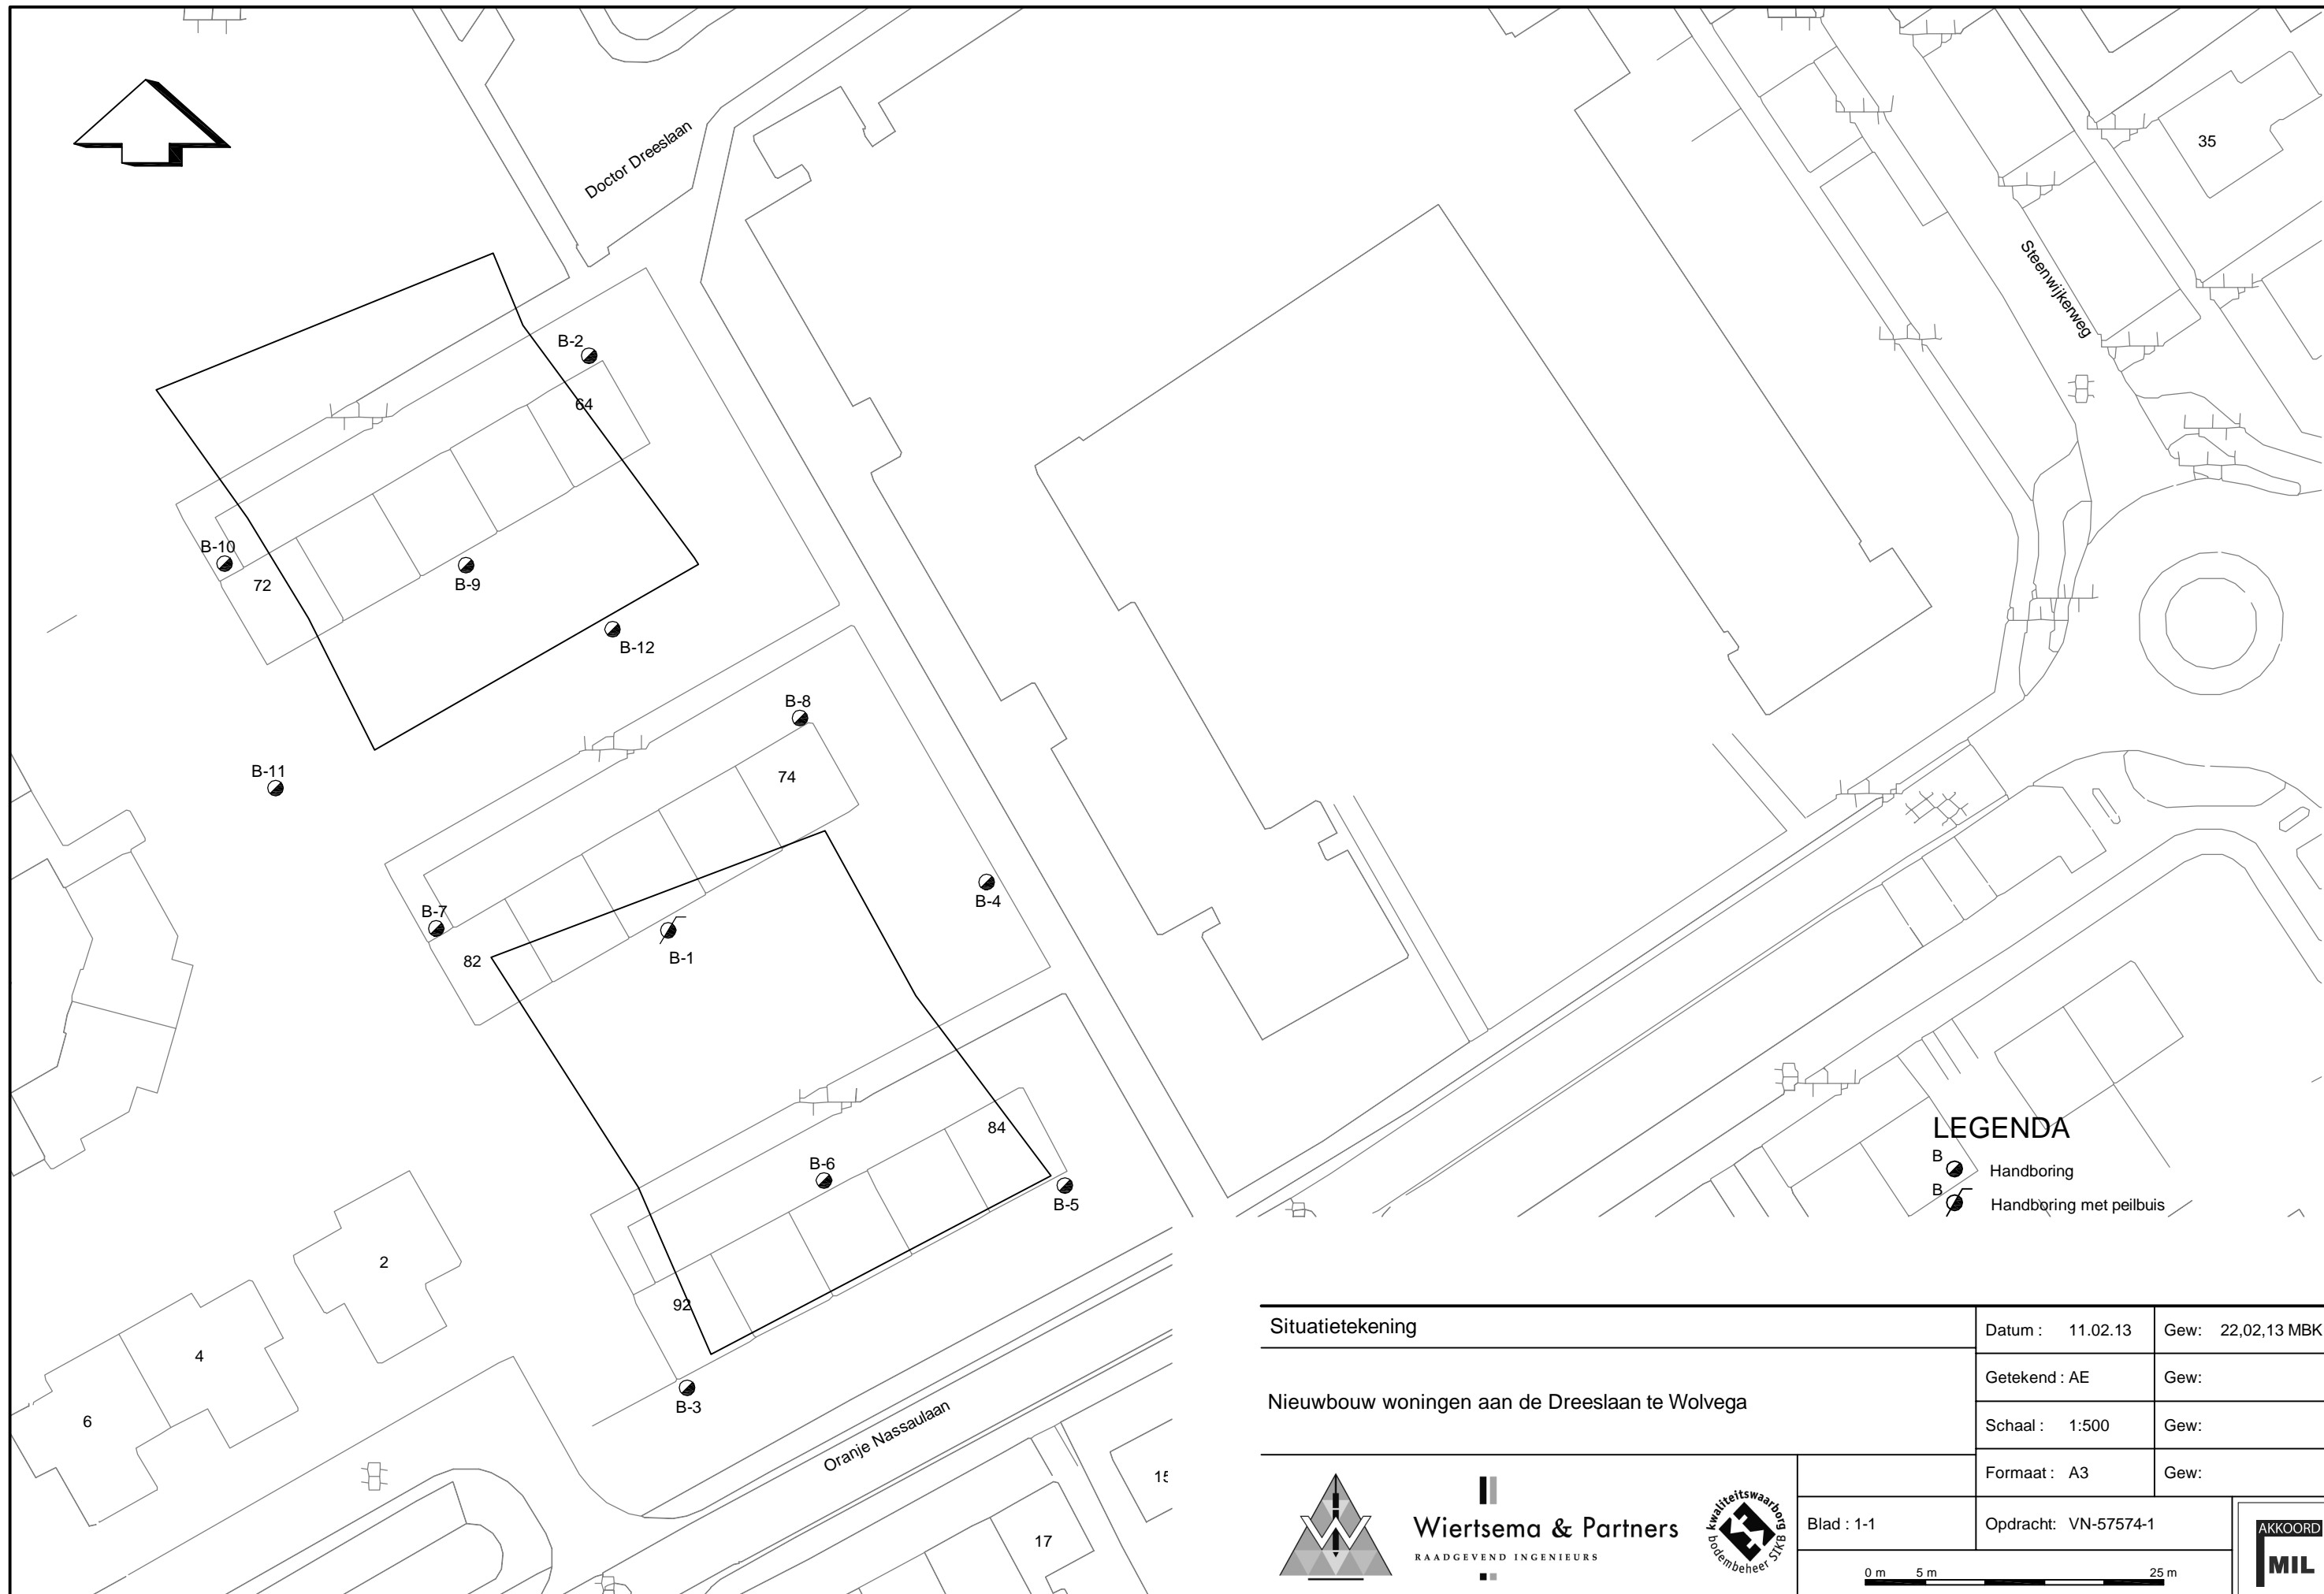 Doctor Dreeslaan
35
Steenwijkerweg
B-2
64
B-10
72
B-9
B-12
B-8
B-11
74
B-7
82
B-1
B-4
84
B-6
B-5
2
92
4
6
B-3
Oranje Nassaulaan
15
17
LEGENDA
B Handboring
B Handboring met peilbuis
Situatietekening
Nieuwbouw woningen aan de Dreeslaan te Wolvega
Datum : 11.02.13 Gew: 22,02,13 MBK
Getekend : AE Gew:
Schaal : 1:500 Gew:
Formaat : A3 Gew:
Blad : 1-1 Opdracht: VN-57574-1
Wiertsema & Partners
RAADGEVEND INGENIEURS
kwaliteitswaarborg
bodembeheer SIKB
0 m 5 m 25 m
AKKOORD
MIL